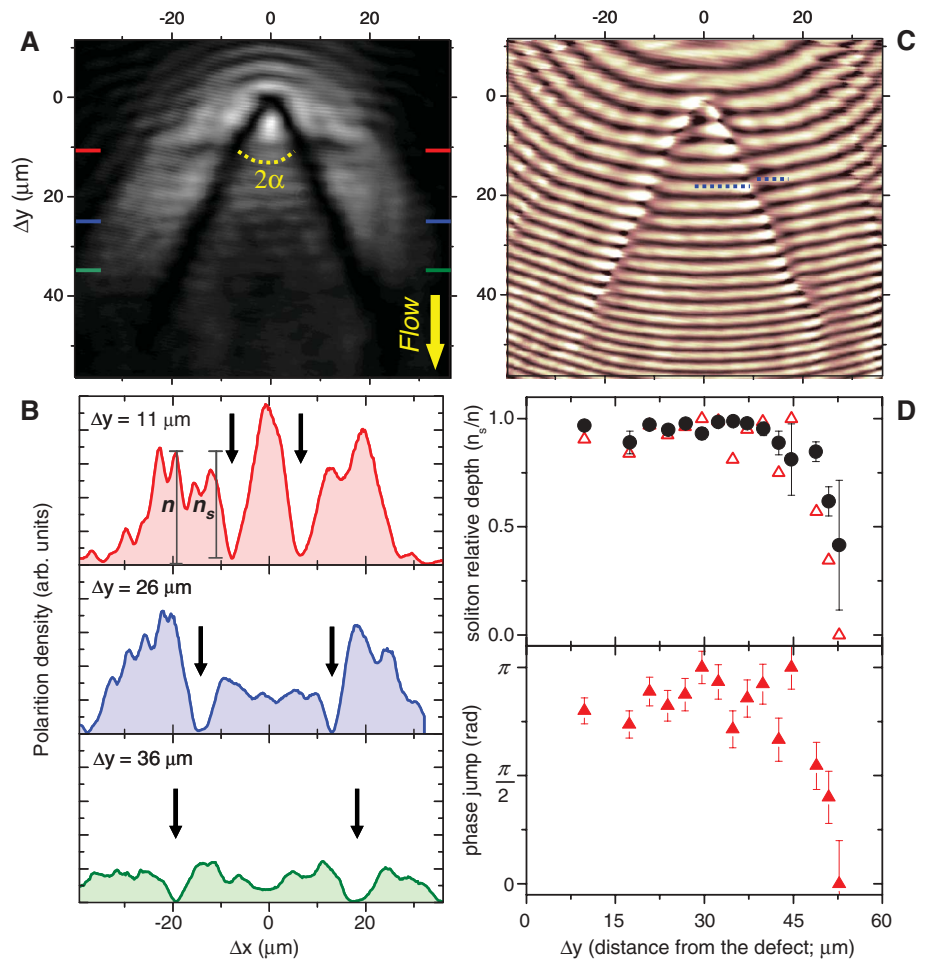 -20 0 20
A
0
20
40
Δy (μm)
2α
Flow
-20 0 20
C
0
20
40
B
Δy = 11 μm
n
nₛ
Δy = 26 μm
Δy = 36 μm
Polarition density (arb. units)
-20 0 20
Δx (μm)
D
1.0
0.5
0.0
soliton relative depth (nₛ/n)
π
π/2
0
phase jump (rad)
0 15 30 45 60
Δy (distance from the defect; μm)